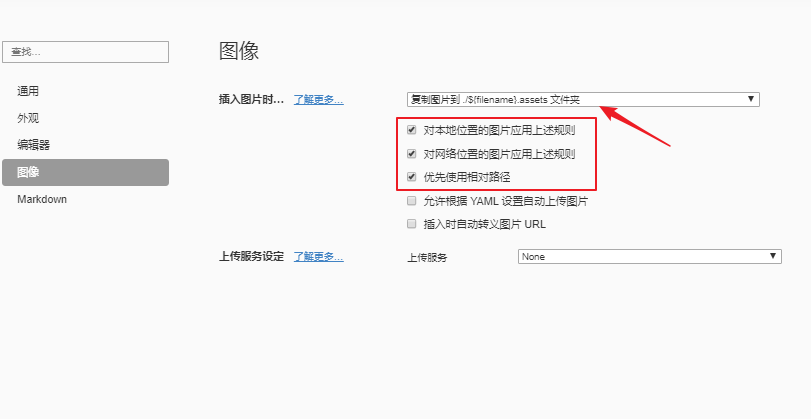 图像
查找...
通用
外观
编辑器
图像
Markdown
插入图片时... 了解更多... 复制图片到 ./${filename}.assets 文件夹
对本地位置的图片应用上述规则
对网络位置的图片应用上述规则
优先使用相对路径
允许根据 YAML 设置自动上传图片
插入时自动转义图片 URL
上传服务设定 了解更多... 上传服务 None